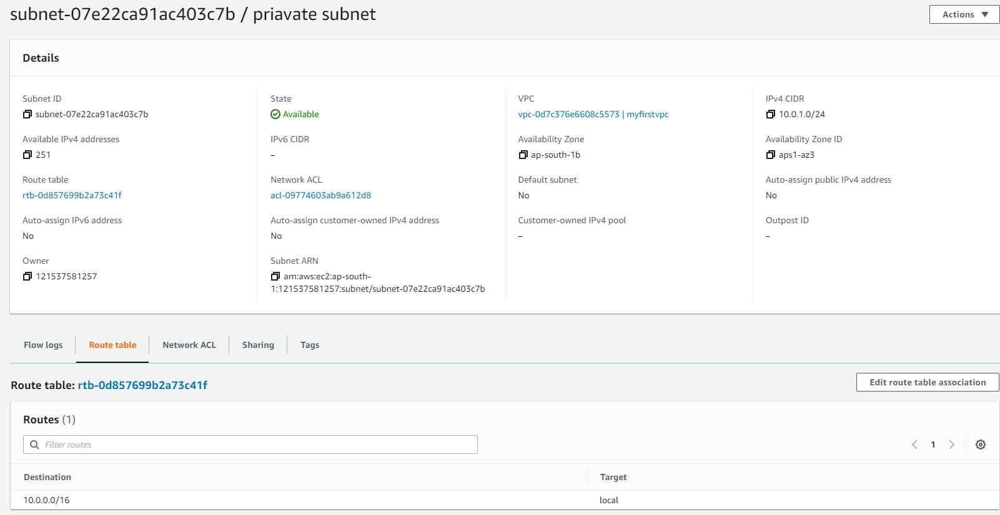 subnet-07e22ca91ac403c7b / priavate subnet
Actions
Details
Subnet ID
subnet-07e22ca91ac403c7b
State
Available
VPC
vpc-0d7c376e6608c5573 | myfirstvpc
IPv4 CIDR
10.0.1.0/24
Available IPv4 addresses
251
IPv6 CIDR
–
Availability Zone
ap-south-1b
Availability Zone ID
aps1-az3
Route table
rtb-0d857699b2a73c41f
Network ACL
acl-09774603ab9a612d8
Default subnet
No
Auto-assign public IPv4 address
No
Auto-assign IPv6 address
No
Auto-assign customer-owned IPv4 address
No
Customer-owned IPv4 pool
–
Outpost ID
–
Owner
121537581257
Subnet ARN
arn:aws:ec2:ap-south-
1:121537581257:subnet/subnet-07e22ca91ac403c7b
Flow logs
Route table
Network ACL
Sharing
Tags
Route table: rtb-0d857699b2a73c41f
Edit route table association
Routes (1)
Filter routes
1
Destination
Target
10.0.0.0/16
local